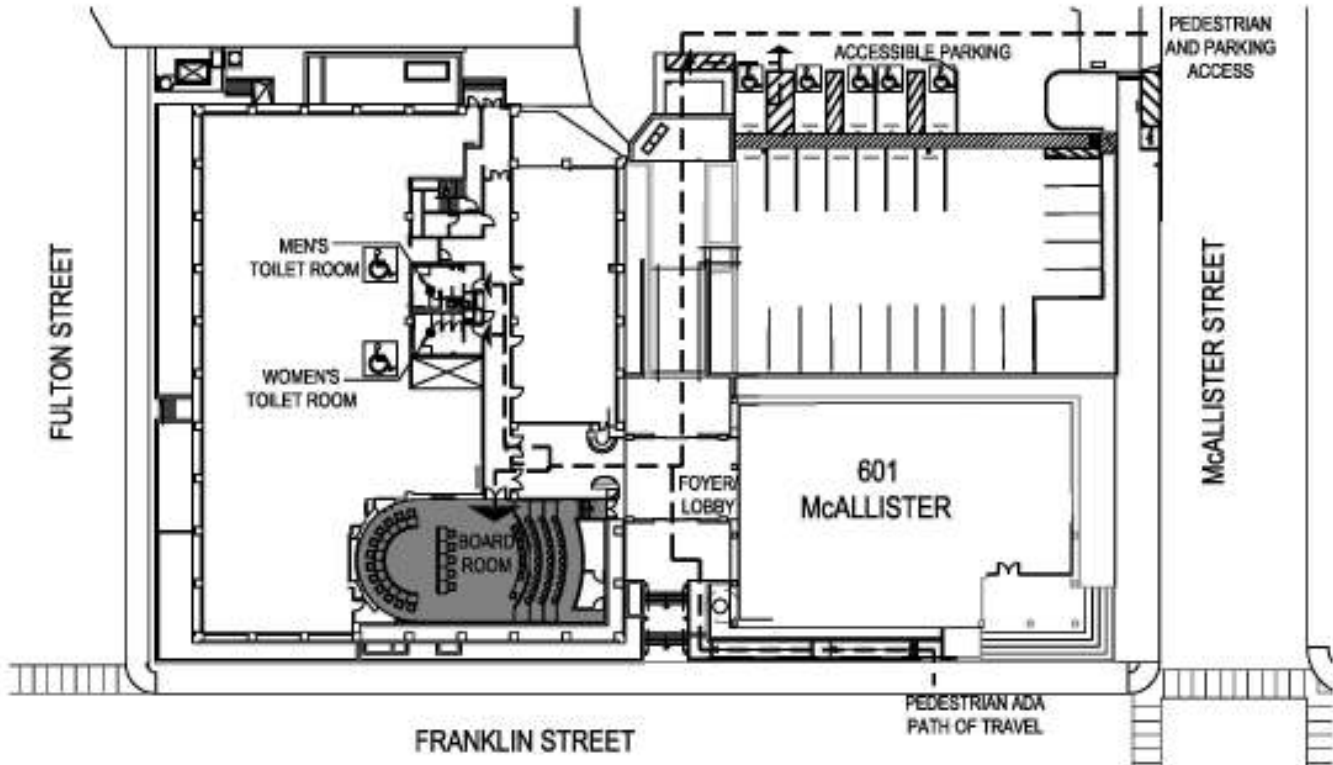 PEDESTRIAN
AND PARKING
ACCESS
ACCESSIBLE PARKING
MEN'S
TOILET ROOM
WOMEN'S
TOILET ROOM
FULTON STREET
McALLISTER STREET
FOYER/
LOBBY
601
McALLISTER
BOARD
ROOM
PEDESTRIAN ADA
PATH OF TRAVEL
FRANKLIN STREET